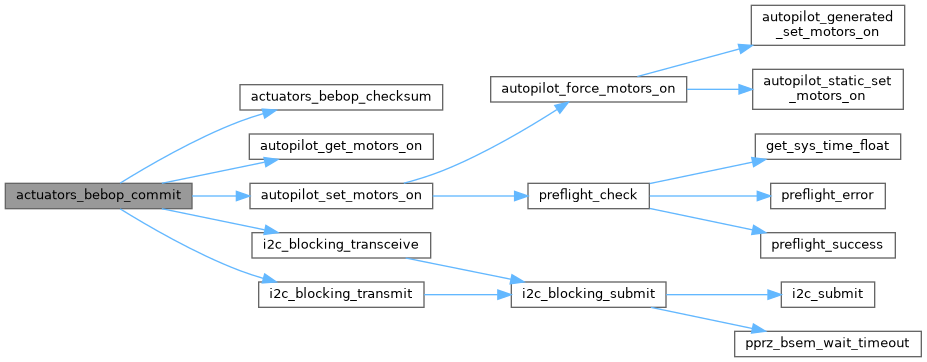 actuators_bebop_commit
actuators_bebop_checksum
autopilot_get_motors_on
autopilot_set_motors_on
i2c_blocking_transceive
i2c_blocking_transmit
autopilot_force_motors_on
preflight_check
i2c_blocking_submit
autopilot_generated
_set_motors_on
autopilot_static_set
_motors_on
get_sys_time_float
preflight_error
preflight_success
i2c_submit
pprz_bsem_wait_timeout